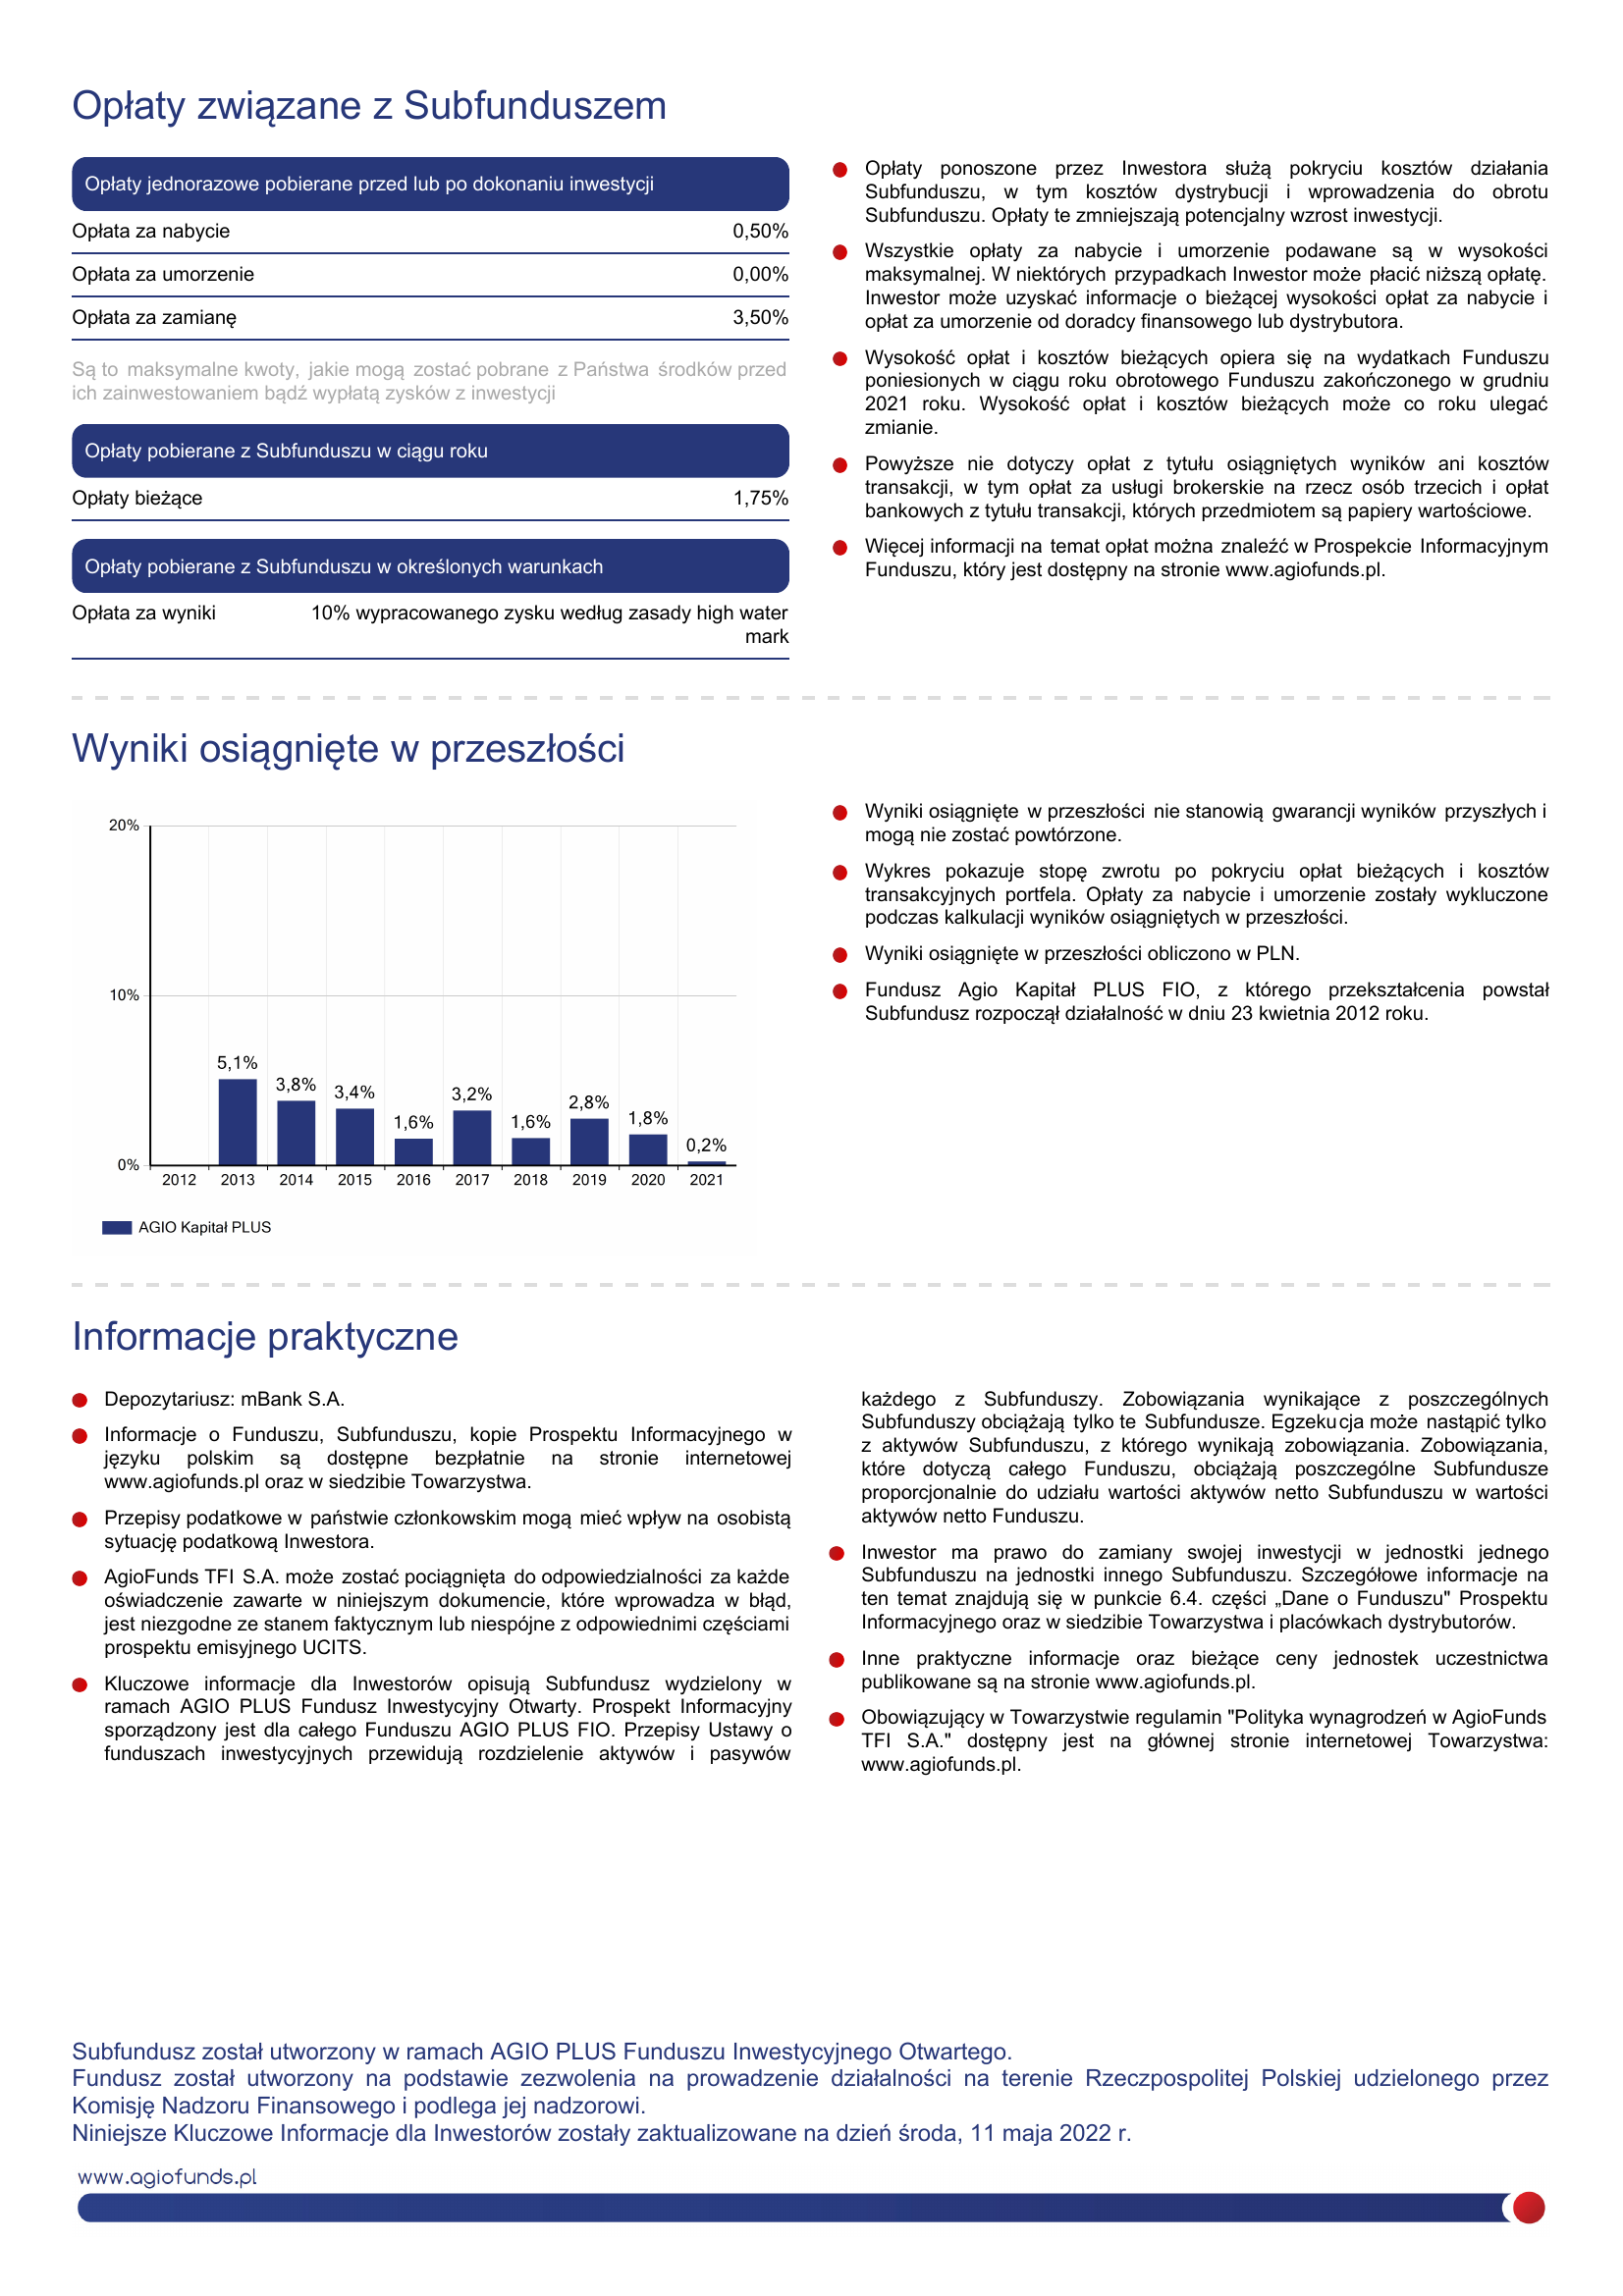 Opłaty związane z Subfunduszem
Opłaty jednorazowe pobierane przed lub po dokonaniu inwestycji
Opłata za nabycie 0,50%
Opłata za umorzenie 0,00%
Opłata za zamianę 3,50%
Są to maksymalne kwoty, jakie mogą zostać pobrane z Państwa środków przed
ich zainwestowaniem bądź wypłatą zysków z inwestycji
Opłaty pobierane z Subfunduszu w ciągu roku
Opłaty bieżące 1,75%
Opłaty pobierane z Subfunduszu w określonych warunkach
Opłata za wyniki 10% wypracowanego zysku według zasady high water
mark
Opłaty ponoszone przez Inwestora służą pokryciu kosztów działania
Subfunduszu, w tym kosztów dystrybucji i wprowadzenia do obrotu
Subfunduszu. Opłaty te zmniejszają potencjalny wzrost inwestycji.
Wszystkie opłaty za nabycie i umorzenie podawane są w wysokości
maksymalnej. W niektórych przypadkach Inwestor może płacić niższą opłatę.
Inwestor może uzyskać informacje o bieżącej wysokości opłat za nabycie i
opłat za umorzenie od doradcy finansowego lub dystrybutora.
Wysokość opłat i kosztów bieżących opiera się na wydatkach Funduszu
poniesionych w ciągu roku obrotowego Funduszu zakończonego w grudniu
2021 roku. Wysokość opłat i kosztów bieżących może co roku ulegać
zmianie.
Powyższe nie dotyczy opłat z tytułu osiągniętych wyników ani kosztów
transakcji, w tym opłat za usługi brokerskie na rzecz osób trzecich i opłat
bankowych z tytułu transakcji, których przedmiotem są papiery wartościowe.
Więcej informacji na temat opłat można znaleźć w Prospekcie Informacyjnym
Funduszu, który jest dostępny na stronie www.agiofunds.pl.
Wyniki osiągnięte w przeszłości
20%
10%
0%
5,1%
3,8%
3,4%
1,6%
3,2%
1,6%
2,8%
1,8%
0,2%
2012 2013 2014 2015 2016 2017 2018 2019 2020 2021
AGIO Kapitał PLUS
Wyniki osiągnięte w przeszłości nie stanowią gwarancji wyników przyszłych i
mogą nie zostać powtórzone.
Wykres pokazuje stopę zwrotu po pokryciu opłat bieżących i kosztów
transakcyjnych portfela. Opłaty za nabycie i umorzenie zostały wykluczone
podczas kalkulacji wyników osiągniętych w przeszłości.
Wyniki osiągnięte w przeszłości obliczono w PLN.
Fundusz Agio Kapitał PLUS FIO, z którego przekształcenia powstał
Subfundusz rozpoczął działalność w dniu 23 kwietnia 2012 roku.
Informacje praktyczne
Depozytariusz: mBank S.A.
Informacje o Funduszu, Subfunduszu, kopie Prospektu Informacyjnego w
języku polskim są dostępne bezpłatnie na stronie internetowej
www.agiofunds.pl oraz w siedzibie Towarzystwa.
Przepisy podatkowe w państwie członkowskim mogą mieć wpływ na osobistą
sytuację podatkową Inwestora.
AgioFunds TFI S.A. może zostać pociągnięta do odpowiedzialności za każde
oświadczenie zawarte w niniejszym dokumencie, które wprowadza w błąd,
jest niezgodne ze stanem faktycznym lub niespójne z odpowiednimi częściami
prospektu emisyjnego UCITS.
Kluczowe informacje dla Inwestorów opisują Subfundusz wydzielony w
ramach AGIO PLUS Fundusz Inwestycyjny Otwarty. Prospekt Informacyjny
sporządzony jest dla całego Funduszu AGIO PLUS FIO. Przepisy Ustawy o
funduszach inwestycyjnych przewidują rozdzielenie aktywów i pasywów
każdego z Subfunduszy. Zobowiązania wynikające z poszczególnych
Subfunduszy obciążają tylko te Subfundusze. Egzekucja może nastąpić tylko
z aktywów Subfunduszu, z którego wynikają zobowiązania. Zobowiązania,
które dotyczą całego Funduszu, obciążają poszczególne Subfundusze
proporcjonalnie do udziału wartości aktywów netto Subfunduszu w wartości
aktywów netto Funduszu.
Inwestor ma prawo do zamiany swojej inwestycji w jednostki jednego
Subfunduszu na jednostki innego Subfunduszu. Szczegółowe informacje na
ten temat znajdują się w punkcie 6.4. części „Dane o Funduszu" Prospektu
Informacyjnego oraz w siedzibie Towarzystwa i placówkach dystrybutorów.
Inne praktyczne informacje oraz bieżące ceny jednostek uczestnictwa
publikowane są na stronie www.agiofunds.pl.
Obowiązujący w Towarzystwie regulamin "Polityka wynagrodzeń w AgioFunds
TFI S.A." dostępny jest na głównej stronie internetowej Towarzystwa:
www.agiofunds.pl.
Subfundusz został utworzony w ramach AGIO PLUS Funduszu Inwestycyjnego Otwartego.
Fundusz został utworzony na podstawie zezwolenia na prowadzenie działalności na terenie Rzeczpospolitej Polskiej udzielonego przez
Komisję Nadzoru Finansowego i podlega jej nadzorowi.
Niniejsze Kluczowe Informacje dla Inwestorów zostały zaktualizowane na dzień środa, 11 maja 2022 r.
www.agiofunds.pl